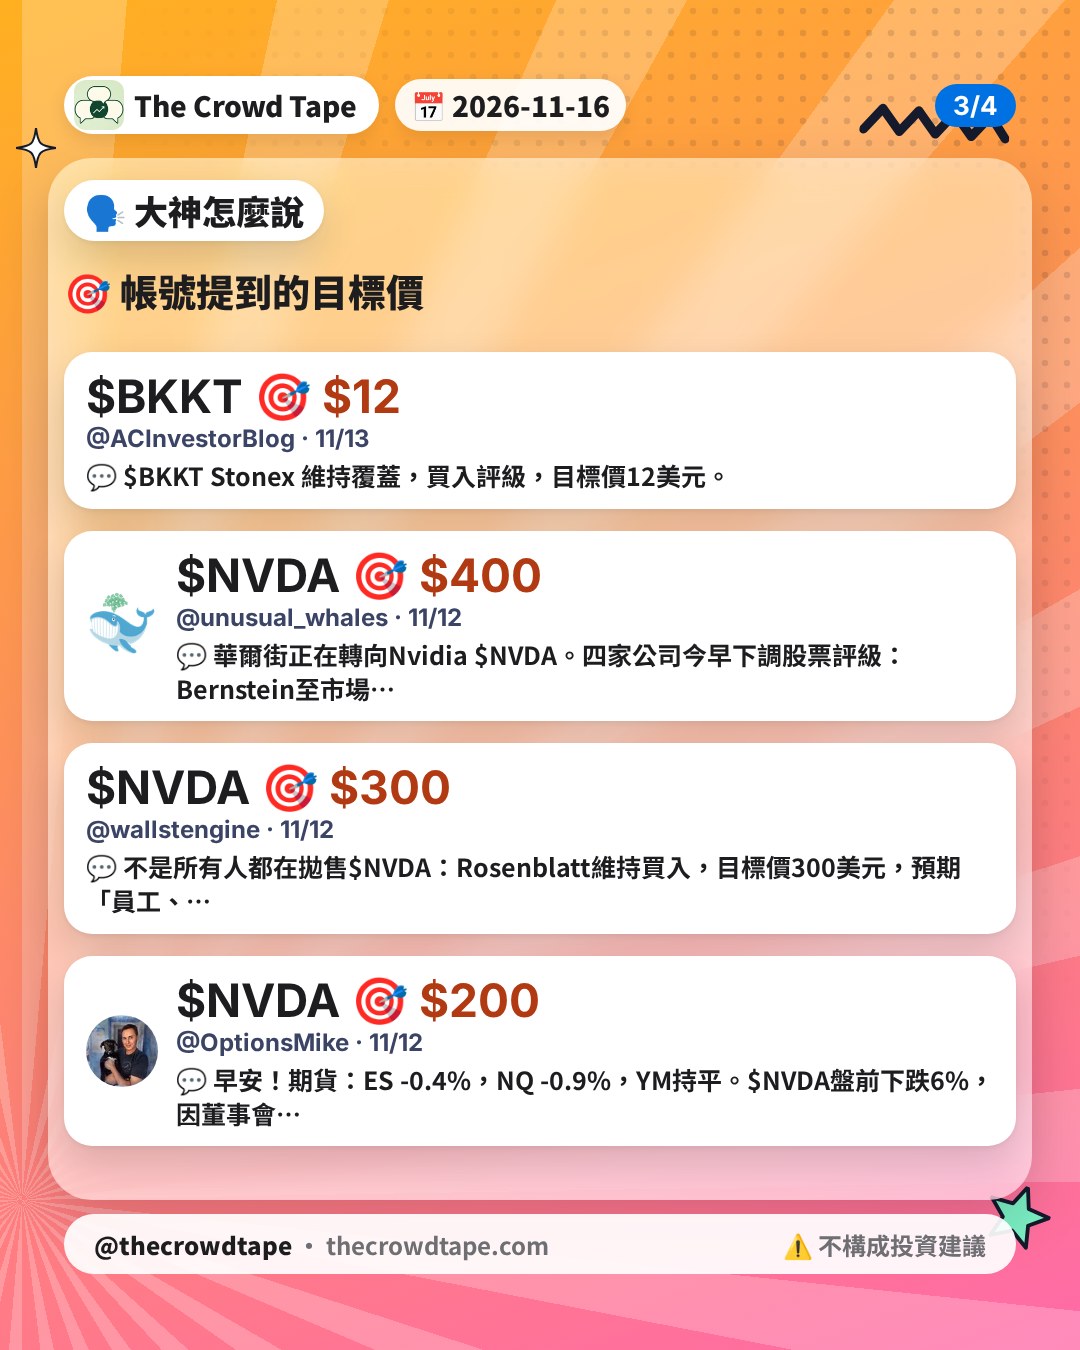 The Crowd Tape
2026-11-16
3/4
大神怎麼說
帳號提到的目標價
$BKKT $12
@ACInvestorBlog · 11/13
$BKKT Stonex 維持覆蓋，買入評級，目標價12美元。
$NVDA $400
@unusual_whales · 11/12
華爾街正在轉向Nvidia $NVDA。四家公司今早下調股票評級：
Bernstein至市場…
$NVDA $300
@wallstengine · 11/12
不是所有人都在拋售$NVDA：Rosenblatt維持買入，目標價300美元，預期
「員工、…
$NVDA $200
@OptionsMike · 11/12
早安！期貨：ES -0.4%，NQ -0.9%，YM持平。$NVDA盤前下跌6%，
因董事會…
@thecrowdtape • thecrowdtape.com
不構成投資建議